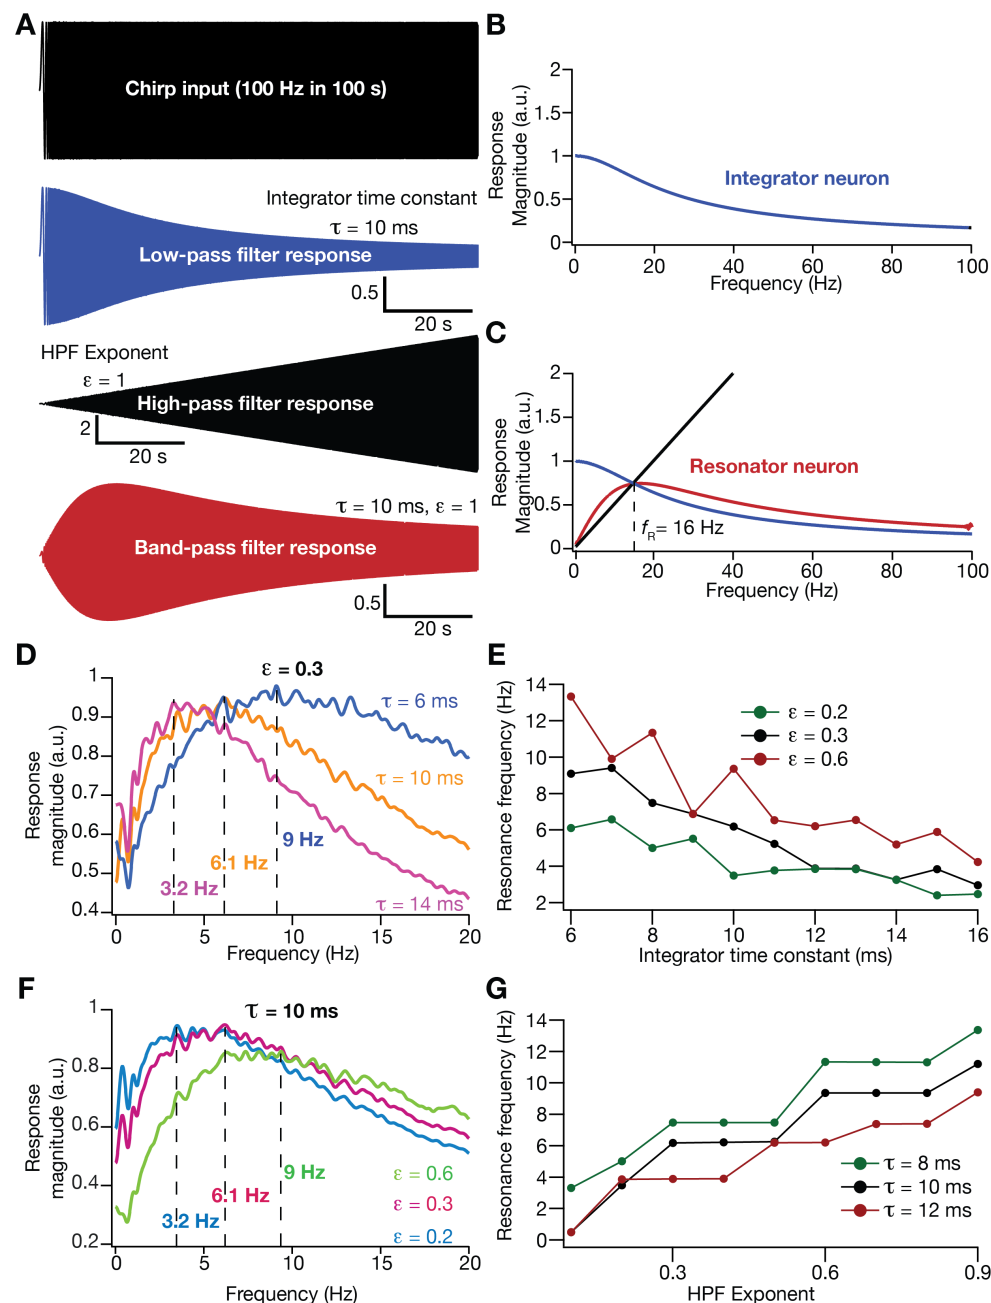 A
Chirp input (100 Hz in 100 s)
Integrator time constant
τ = 10 ms
Low-pass filter response
0.5
20 s
HPF Exponent
ε = 1
High-pass filter response
2
20 s
τ = 10 ms, ε = 1
Band-pass filter response
0.5
20 s
B
Response
Magnitude (a.u.)
2
1.5
1
0.5
0
Integrator neuron
0 20 40 60 80 100
Frequency (Hz)
C
Response
Magnitude (a.u.)
2
1.5
1
0.5
0
Resonator neuron
fR= 16 Hz
0 20 40 60 80 100
Frequency (Hz)
D
ε = 0.3
Response
magnitude (a.u.)
1
0.9
0.8
0.7
0.6
0.5
0.4
τ = 6 ms
τ = 10 ms
τ = 14 ms
9 Hz
6.1 Hz
3.2 Hz
0 5 10 15 20
Frequency (Hz)
E
Resonance frequency (Hz)
14
12
10
8
6
4
2
ε = 0.2
ε = 0.3
ε = 0.6
6 8 10 12 14 16
Integrator time constant (ms)
F
τ = 10 ms
Response
magnitude (a.u.)
1
0.8
0.6
0.4
0.2
9 Hz
6.1 Hz
3.2 Hz
ε = 0.6
ε = 0.3
ε = 0.2
0 5 10 15 20
Frequency (Hz)
G
Resonance frequency (Hz)
14
12
10
8
6
4
2
0
τ = 8 ms
τ = 10 ms
τ = 12 ms
0.3 0.6 0.9
HPF Exponent